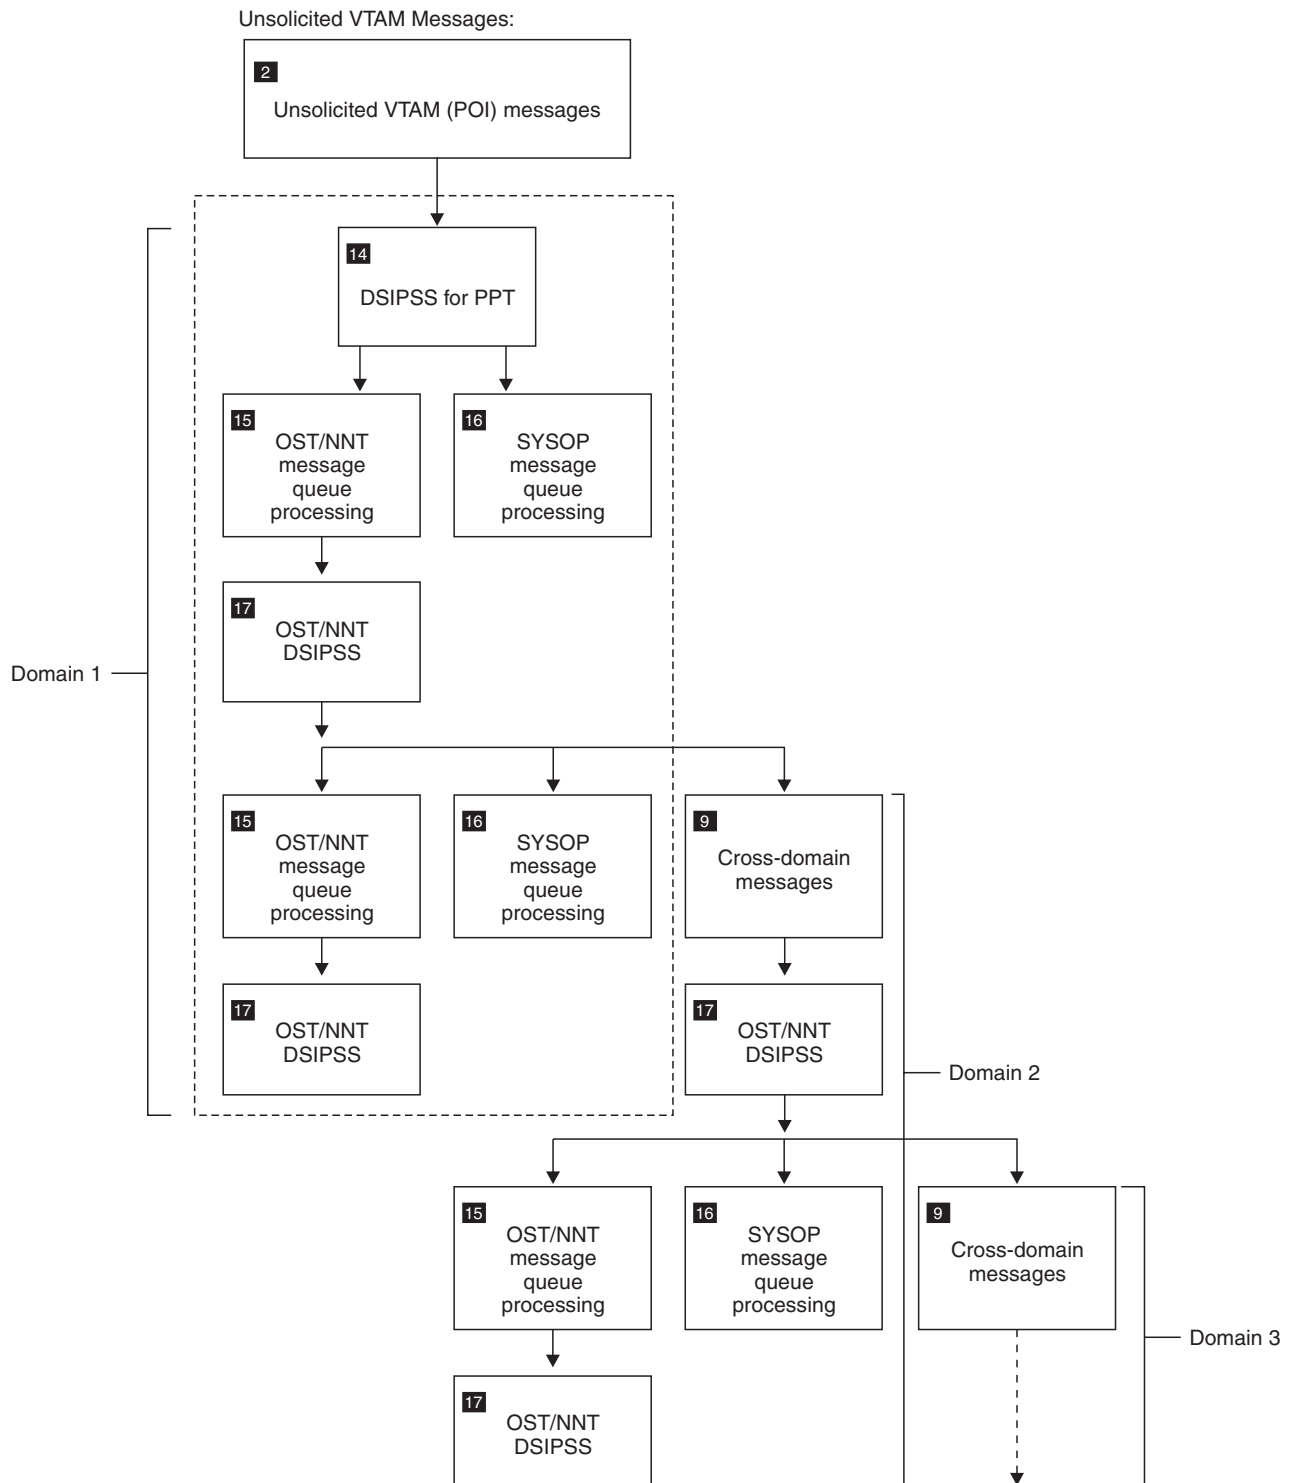 Unsolicited VTAM Messages:
2
Unsolicited VTAM (POI) messages
14
DSIPSS for PPT
15
OST/NNT
message
queue
processing
16
SYSOP
message
queue
processing
17
OST/NNT
DSIPSS
Domain 1
15
OST/NNT
message
queue
processing
16
SYSOP
message
queue
processing
9
Cross-domain
messages
17
OST/NNT
DSIPSS
17
OST/NNT
DSIPSS
Domain 2
15
OST/NNT
message
queue
processing
16
SYSOP
message
queue
processing
9
Cross-domain
messages
Domain 3
17
OST/NNT
DSIPSS